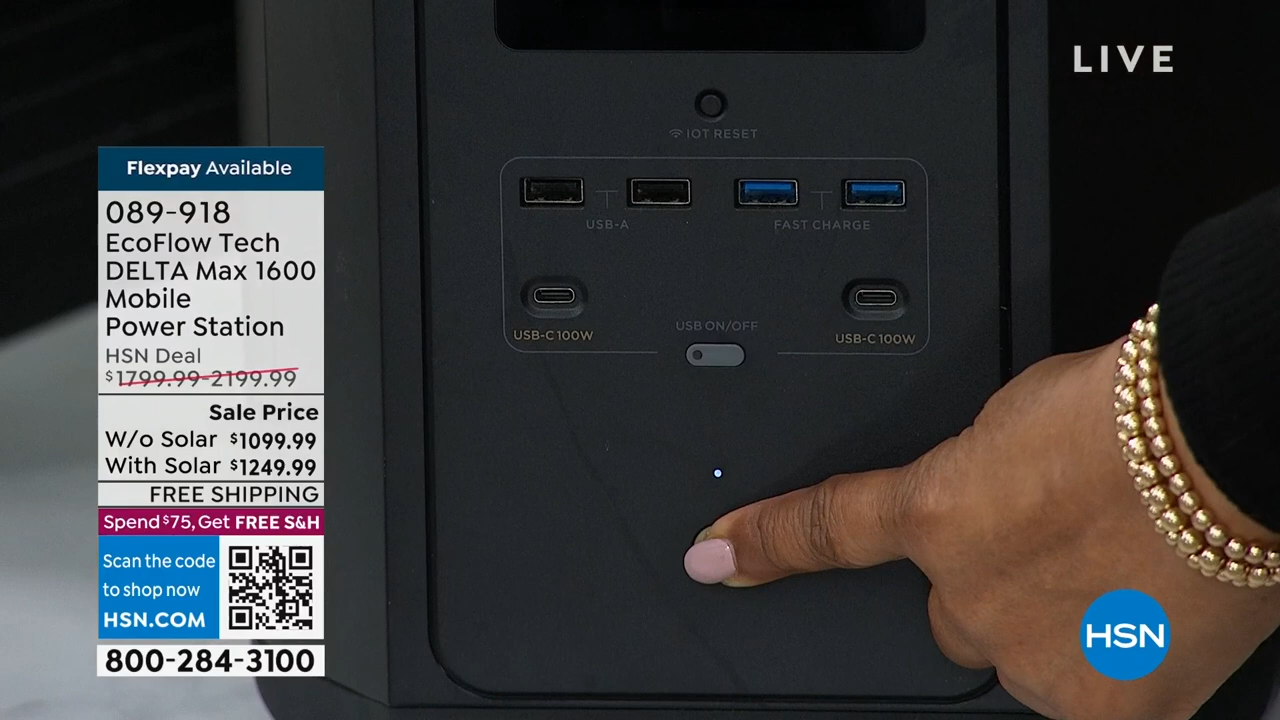 LIVE
IOT RESET
USB-A
FAST CHARGE
USB-C 100W
USB ON/OFF
USB-C 100W
Flexpay Available
089-918
EcoFlow Tech
DELTA Max 1600
Mobile
Power Station
HSN Deal
$1799.99-2199.99
Sale Price
W/o Solar $1099.99
With Solar $1249.99
FREE SHIPPING
Spend $75, Get FREE S&H
Scan the code
to shop now
HSN.COM
800-284-3100
HSN